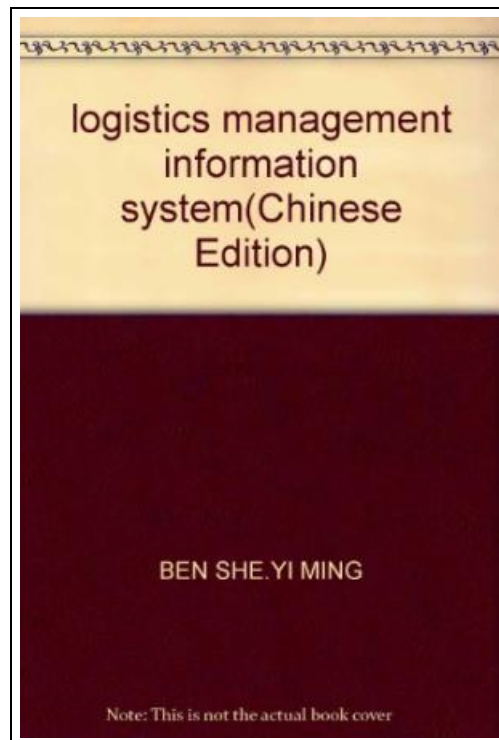 logistics management
information
system(Chinese
Edition)
BEN SHE.YI MING
Note: This is not the actual book cover